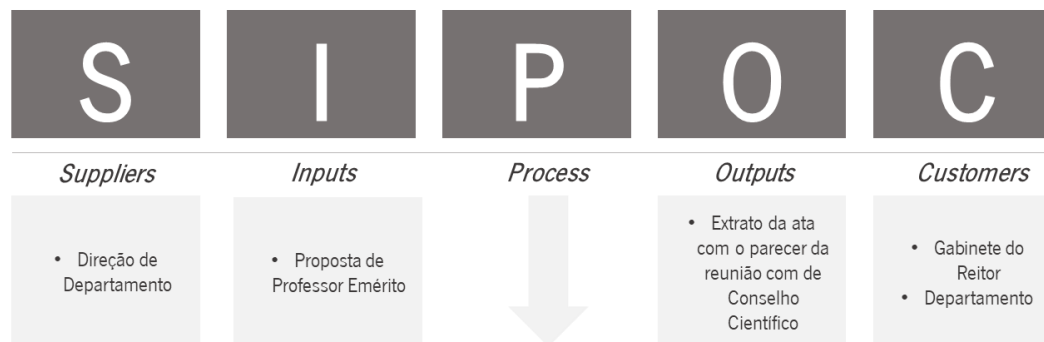 S I P O C
Suppliers Inputs Process Outputs Customers
• Direção de
Departamento
• Proposta de
Professor Emérito
• Extrato da ata
com o parecer da
reunião com de
Conselho
Científico
• Gabinete do
Reitor
• Departamento